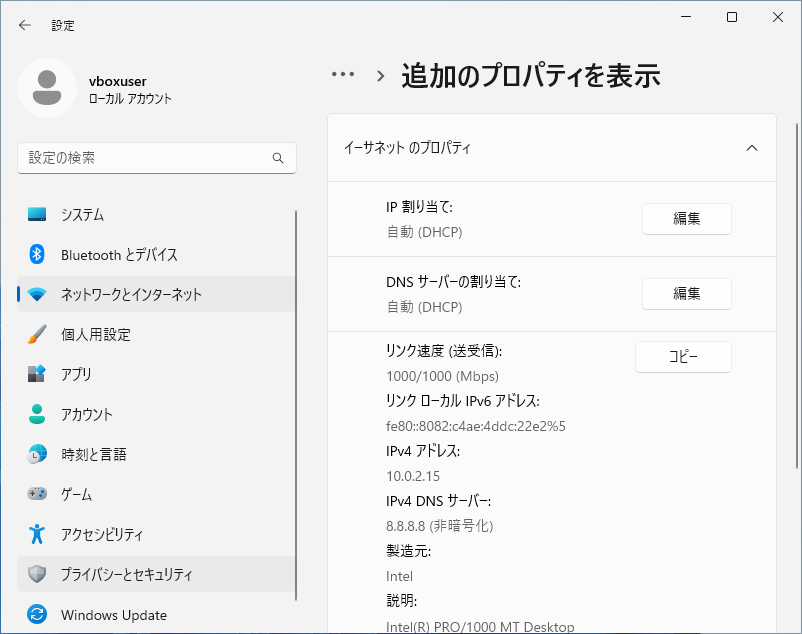 設定
vboxuser
ローカル アカウント
設定の検索
システム
Bluetooth とデバイス
ネットワークとインターネット
個人用設定
アプリ
アカウント
時刻と言語
ゲーム
アクセシビリティ
プライバシーとセキュリティ
Windows Update
… › 追加のプロパティを表示
イーサネット のプロパティ
IP 割り当て:
自動 (DHCP)
編集
DNS サーバーの割り当て:
自動 (DHCP)
編集
リンク速度 (送受信):
1000/1000 (Mbps)
コピー
リンク ローカル IPv6 アドレス:
fe80::8082:c4ae:4ddc:22e2%5
IPv4 アドレス:
10.0.2.15
IPv4 DNS サーバー:
8.8.8.8 (非暗号化)
製造元:
Intel
説明:
Intel(R) PRO/1000 MT Desktop